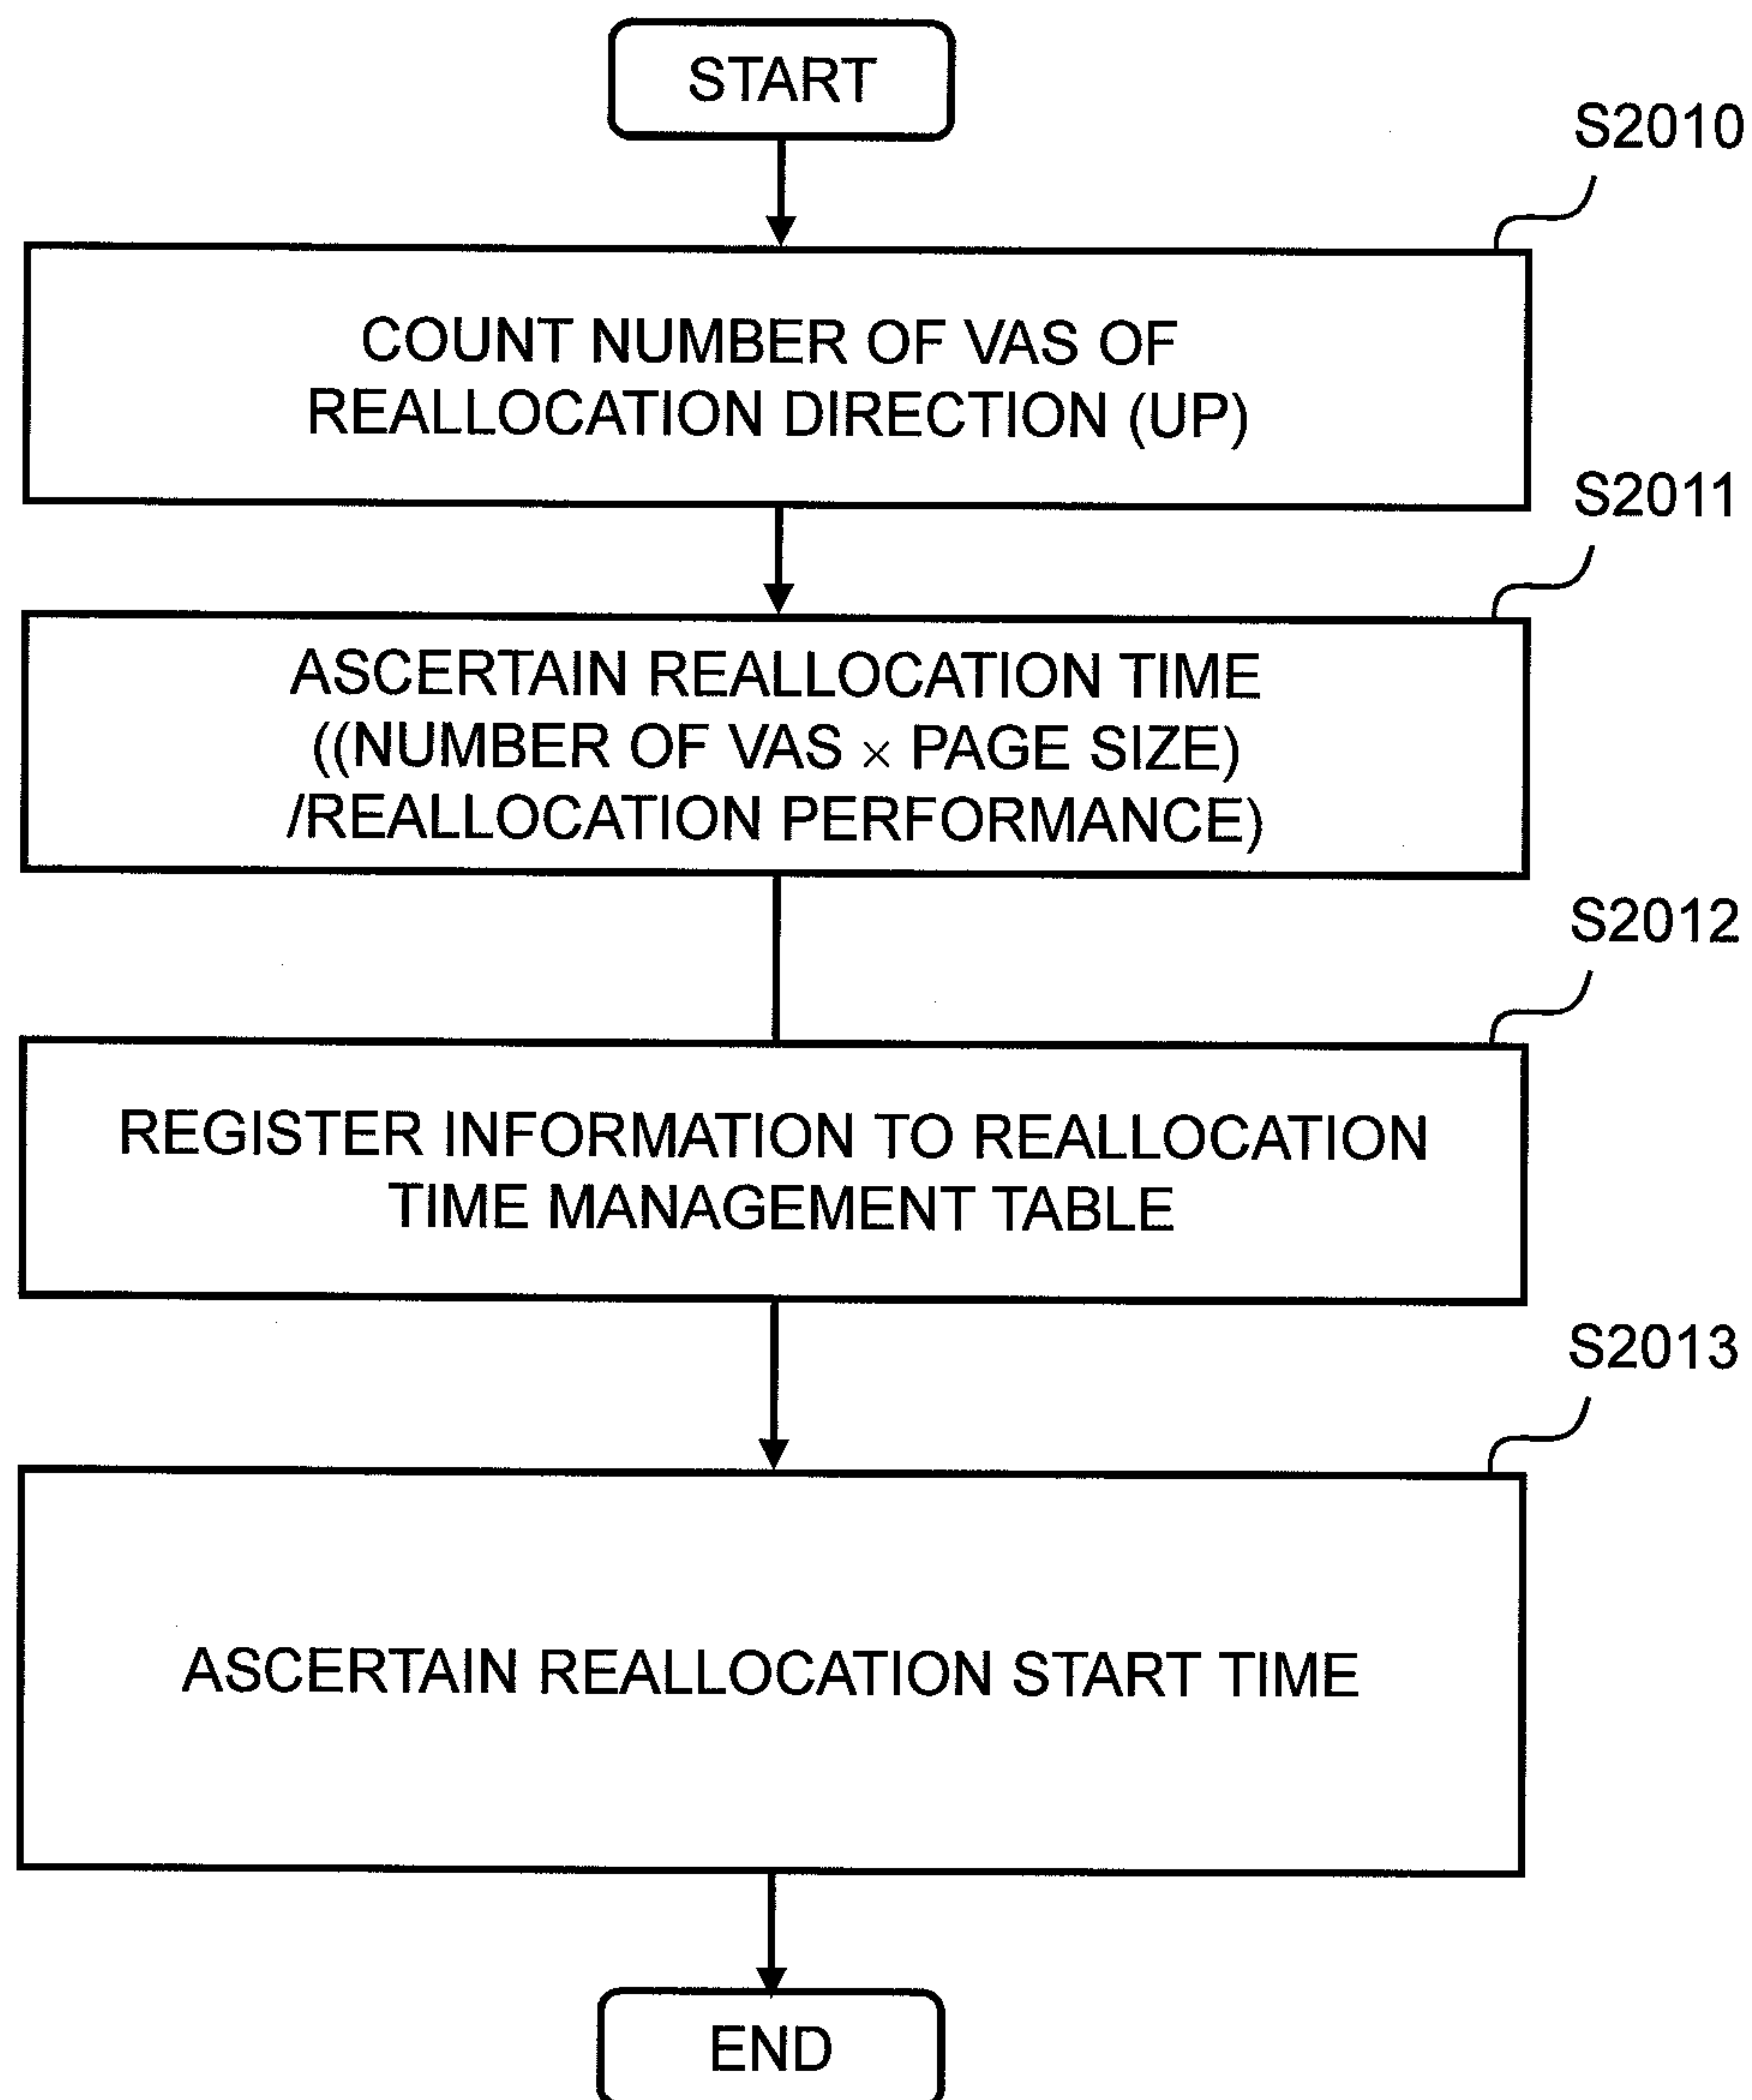 START
S2010
COUNT NUMBER OF VAS OF
REALLOCATION DIRECTION (UP)
S2011
ASCERTAIN REALLOCATION TIME
((NUMBER OF VAS × PAGE SIZE)
/REALLOCATION PERFORMANCE)
S2012
REGISTER INFORMATION TO REALLOCATION
TIME MANAGEMENT TABLE
S2013
ASCERTAIN REALLOCATION START TIME
END